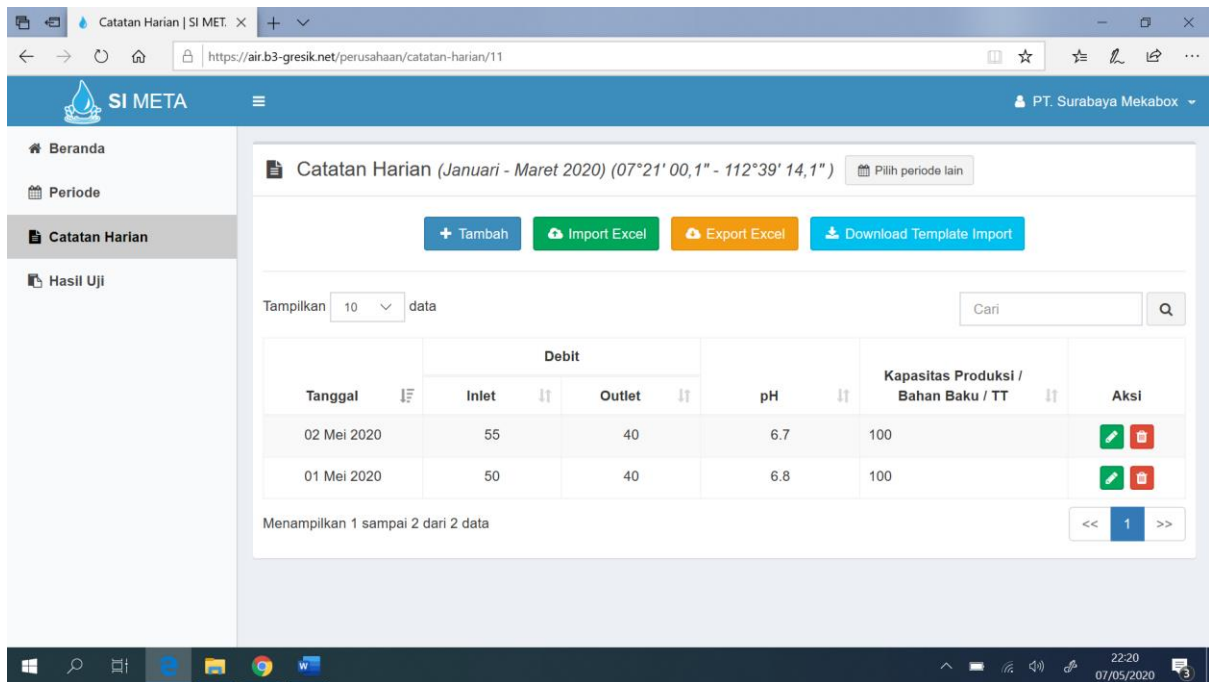 Catatan Harian | SI MET.
https://air.b3-gresik.net/perusahaan/catatan-harian/11
SI META
PT. Surabaya Mekabox
Beranda
Periode
Catatan Harian
Hasil Uji
Catatan Harian (Januari - Maret 2020) (07°21' 00,1" - 112°39' 14,1" )
Pilih periode lain
Tambah
Import Excel
Export Excel
Download Template Import
Tampilkan 10 data
Cari
Debit
Kapasitas Produksi /
Tanggal Inlet Outlet pH Bahan Baku / TT Aksi
02 Mei 2020 55 40 6.7 100
01 Mei 2020 50 40 6.8 100
Menampilkan 1 sampai 2 dari 2 data
<< 1 >>
22:20
07/05/2020
3